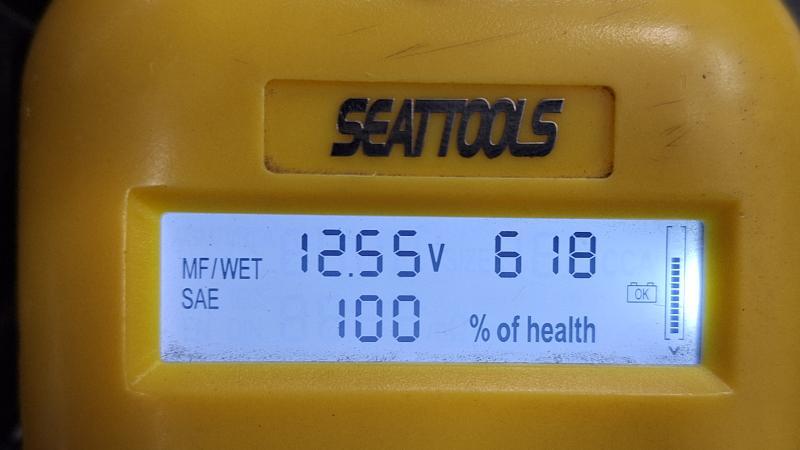 SEATTOOLS
MF/WET 12.55V 618
SAE
OK
100 % of health
V